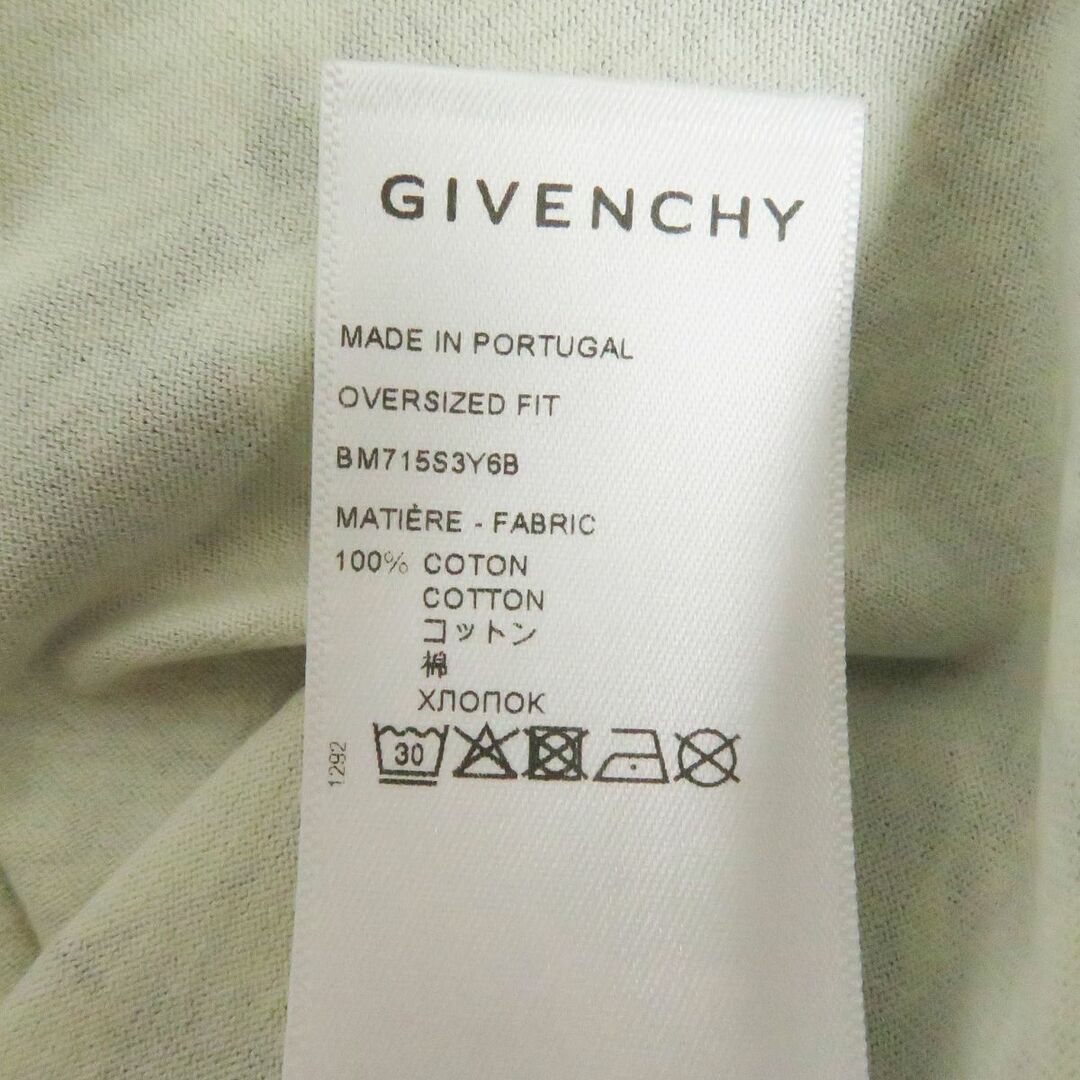 GIVENCHY
MADE IN PORTUGAL
OVERSIZED FIT
BM715S3Y6B
MATIÈRE - FABRIC
100% COTON
COTTON
コットン
棉
ХЛОПОК
30
1292